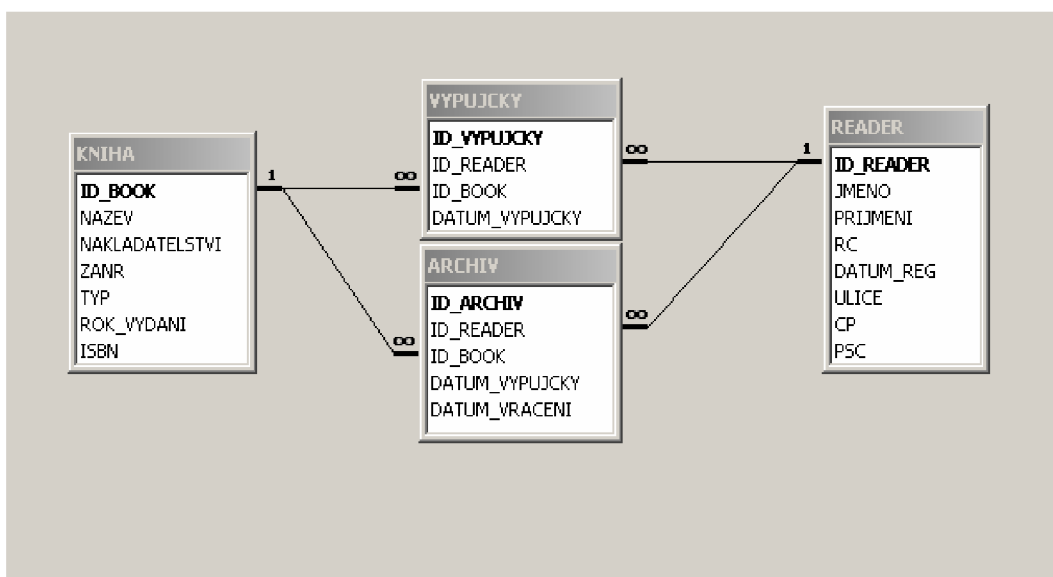 KNIHA
ID_BOOK
NAZEV
NAKLADATELSTVI
ZANR
TYP
ROK_VYDANI
ISBN
1
∞
∞
VYPUJCKY
ID_VYPUJCKY
ID_READER
ID_BOOK
DATUM_VYPUJCKY
ARCHIV
ID_ARCHIV
ID_READER
ID_BOOK
DATUM_VYPUJCKY
DATUM_VRACENI
∞
∞
1
READER
ID_READER
JMENO
PRIJMENI
RC
DATUM_REG
ULICE
CP
PSC